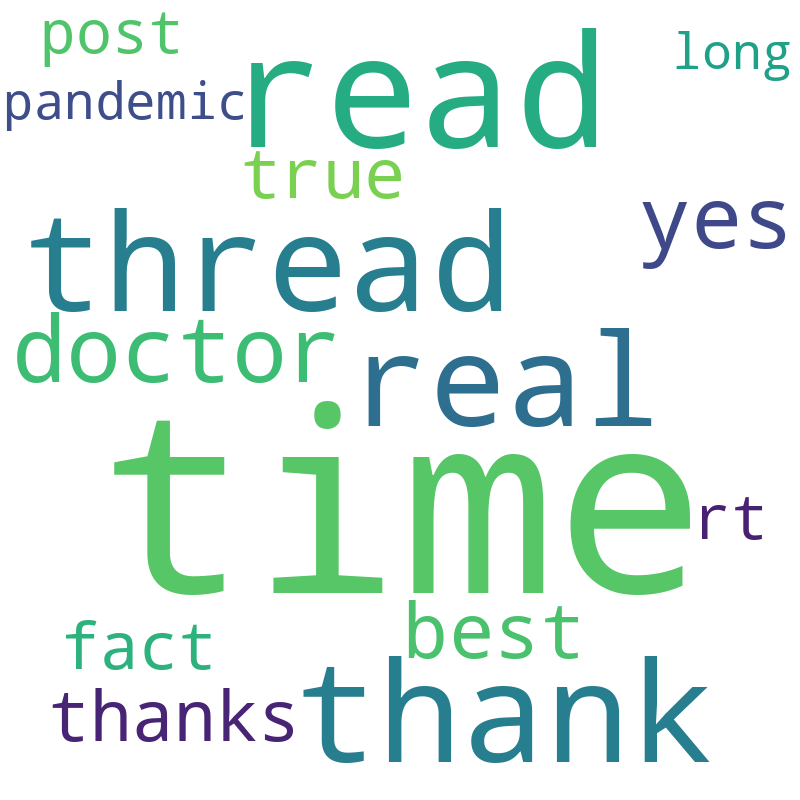 post
read
long
pandemic
true
yes
thread
doctor
real
time
rt
best
fact
thank
thanks